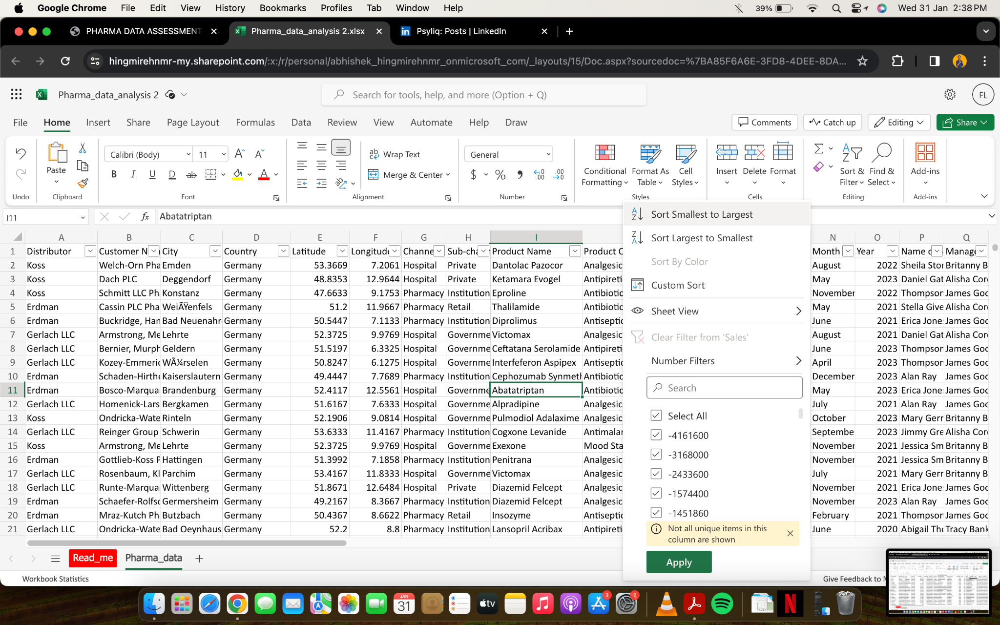 Google Chrome File Edit View History Bookmarks Profiles Tab Window Help 39% Wed 31 Jan 2:38 PM
PHARMA DATA ASSESSMENT Pharma_data_analysis 2.xlsx Psyliq: Posts | LinkedIn
hingmirehnmr-my.sharepoint.com/:x:/r/personal/abhishek_hingmirehnmr_onmicrosoft_com/_layouts/15/Doc.aspx?sourcedoc=%7BA85F6A6E-3FD8-4DEE-8DA...
Pharma_data_analysis 2 Search for tools, help, and more (Option + Q) FL
File Home Insert Share Page Layout Formulas Data Review View Automate Help Draw Comments Catch up Editing Share
Paste Calibri (Body) 11 Wrap Text General Conditional Formatting Format As Table Cell Styles Insert Delete Format Sort & Filter Find & Select Add-ins
B I U D ab A Merge & Center $ % 9
Undo Clipboard Font Alignment Number Styles Cells Editing Add-ins
I11 fx Abatatriptan
A B C D E F G H I N O P Q
1 Distributor Customer N City Country Latitude Longitude Channe Sub-cha Product Name Product C Month Year Name o Manage
2 Koss Welch-Orn Pha Emden Germany 53.3669 7.2061 Hospital Private Dantolac Pazocor Analgesic August 2022 Sheila Stor Britanny B
3 Koss Dach PLC Deggendorf Germany 48.8353 12.9644 Hospital Private Ketamara Evogel Antipireti May 2023 Daniel Gat Alisha Cor
4 Koss Schmitt LLC Ph Konstanz Germany 47.6633 9.1753 Pharmacy Institution Eproline Antibiotic November 2022 Thompson James Goo
5 Erdman Cassin PLC Pha WeiÃŸenfels Germany 51.2 11.9667 Pharmacy Retail Thalilamide Antibiotic May 2021 Stella Give Alisha Cor
6 Erdman Buckridge, Han Bad Neuenahr- Germany 50.5447 7.1133 Pharmacy Institution Diprolimus Antiseptic June 2021 Erica Jone James Goo
7 Gerlach LLC Armstrong, Me Lehrte Germany 52.3725 9.9769 Hospital Governme Victomax Analgesic August 2021 Daniel Gat Alisha Cor
8 Gerlach LLC Bernier, Murph Geldern Germany 51.5197 6.3325 Hospital Governme Ceftatana Serolamide Antipireti June 2023 Thompson James Goo
9 Gerlach LLC Kozey-Emmeric WÃ¼rselen Germany 50.8247 6.1275 Hospital Governme Interfeferon Aspipex Antiseptic April 2023 Thompson James Goo
10 Erdman Schaden-Hirthe Kaiserslautern Germany 49.4447 7.7689 Pharmacy Institution Cephozumab Synmeth Antibiotic December 2023 Alan Ray James Goo
11 Erdman Bosco-Marquar Brandenburg Germany 52.4117 12.5561 Hospital Governme Abatatriptan Antibiotic May 2023 Erica Jone James Goo
12 Gerlach LLC Homenick-Lars Bergkamen Germany 51.6167 7.6333 Hospital Governme Alpradipine Analgesic July 2021 Alan Ray James Goo
13 Koss Ondricka-Wate Rinteln Germany 52.1906 9.0814 Hospital Governme Pulmodiol Adalaxime Analgesic October 2023 Mary Gerr Britanny B
14 Gerlach LLC Reinger Group Schwerin Germany 53.6333 11.4167 Pharmacy Institution Cogxone Levanide Antimalar Septembe 2023 Jimmy Gre Alisha Cor
15 Koss Armstrong, Me Lehrte Germany 52.3725 9.9769 Hospital Governme Exexone Mood Sta November 2021 Jessica Sm Britanny B
16 Erdman Gottlieb-Koss P Hattingen Germany 51.3992 7.1858 Pharmacy Institution Penitrana Analgesic November 2021 Jessica Sm Britanny B
17 Gerlach LLC Rosenbaum, Kl Parchim Germany 53.4167 11.8333 Hospital Governme Victomax Analgesic July 2021 Mary Gerr Britanny B
18 Gerlach LLC Runte-Marquar Wittenberg Germany 51.8671 12.6484 Hospital Private Diazemid Felcept Analgesic November 2021 Erica Jone James Goo
19 Erdman Schaefer-Rolfso Germersheim Germany 49.2167 8.3667 Pharmacy Institution Diazemid Felcept Analgesic November 2023 Alan Ray James Goo
20 Erdman Mraz-Kutch Ph Butzbach Germany 50.4367 8.6622 Pharmacy Retail Insozyme Antiseptic February 2021 Thompson James Goo
21 Gerlach LLC Ondricka-Wate Bad Oeynhaus Germany 52.2 8.8 Pharmacy Institution Lansopril Acribax Antipireti June 2020 Abigail Tho Tracy Bank
Sort Smallest to Largest
Sort Largest to Smallest
Sort By Color
Custom Sort
Sheet View
Clear Filter from 'Sales'
Number Filters
Search
Select All
-4161600
-3168000
-2433600
-1574400
-1451860
Not all unique items in this
column are shown
Apply
Read_me Pharma_data
Workbook Statistics Give Feedback to
JAN 31 tv 3 2 XLSX N